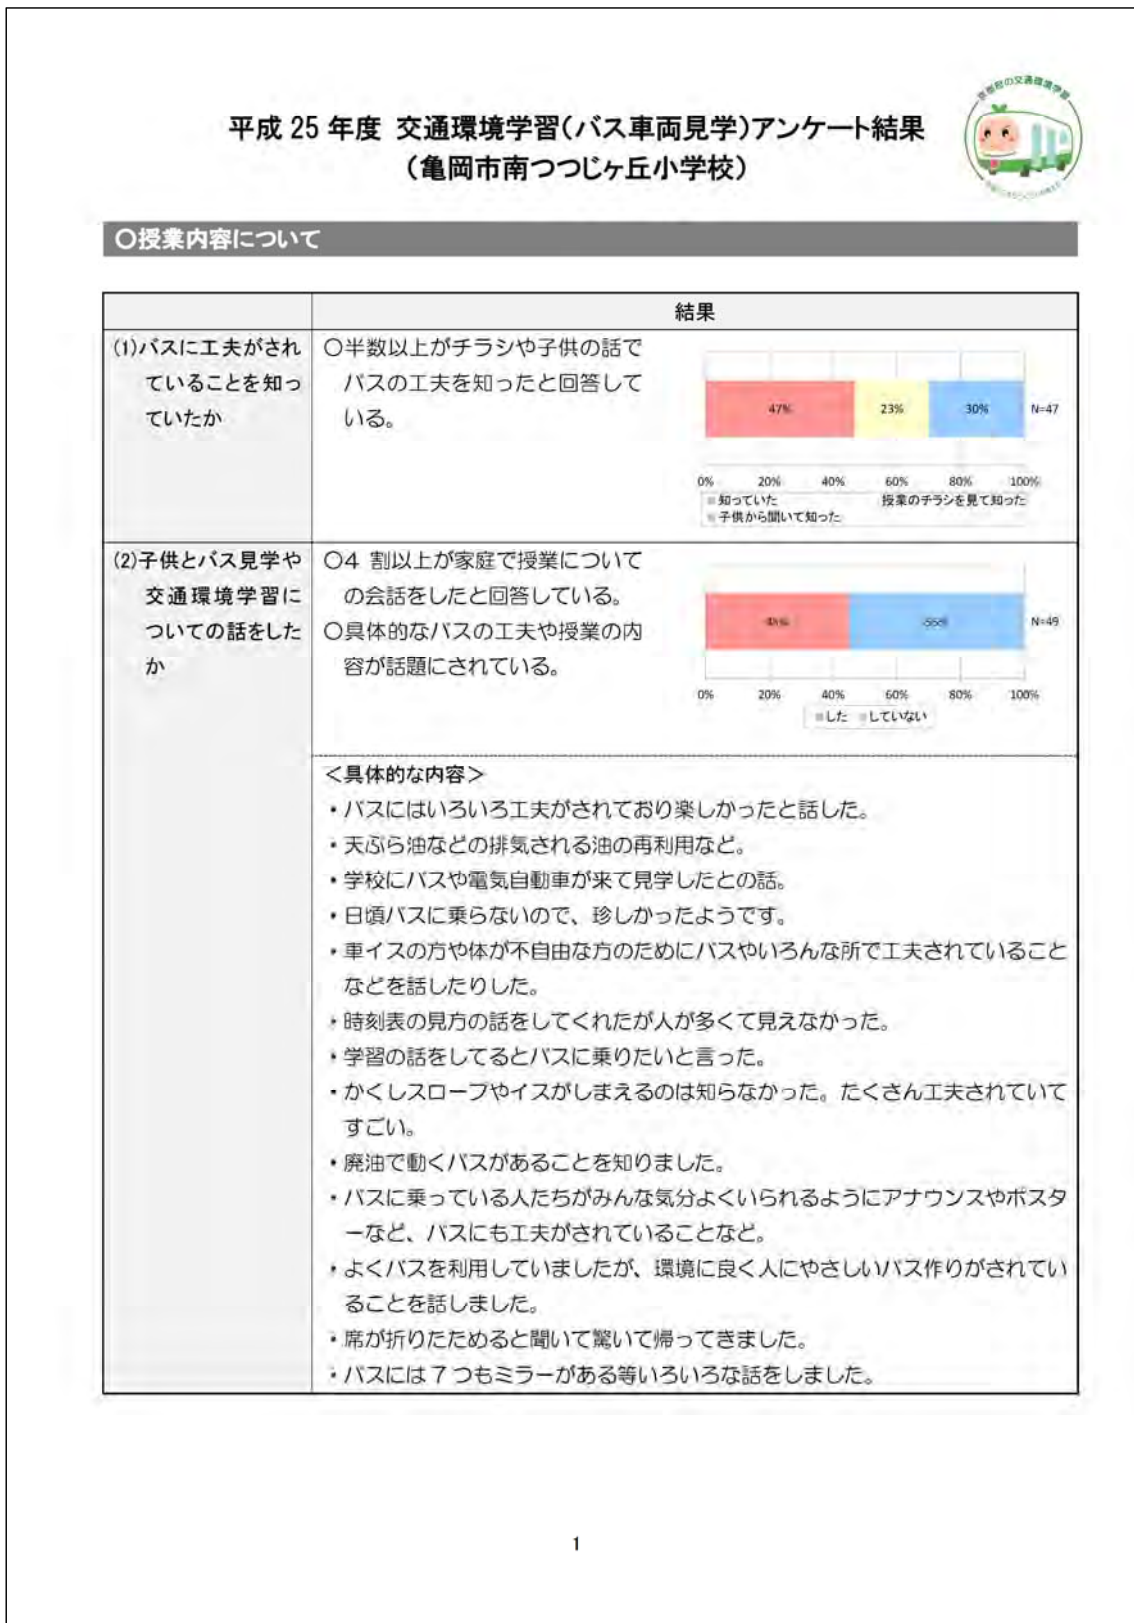 京都府の交通環境学習
平成 25 年度 交通環境学習(バス車両見学)アンケート結果
(亀岡市南つつじヶ丘小学校)
○授業内容について
結果
(1)バスに工夫がされ
ていることを知っ
ていたか
○半数以上がチラシや子供の話で
バスの工夫を知ったと回答して
いる。
47%
23%
30%
N=47
0% 20% 40% 60% 80% 100%
知っていた 授業のチラシを見て知った
子供から聞いて知った
(2)子供とバス見学や
交通環境学習に
ついての話をした
か
○4 割以上が家庭で授業について
の会話をしたと回答している。
○具体的なバスの工夫や授業の内
容が話題にされている。
55%
N=49
0% 20% 40% 60% 80% 100%
した していない
<具体的な内容>
・バスにはいろいろ工夫がされており楽しかったと話した。
・天ぷら油などの排気される油の再利用など。
・学校にバスや電気自動車が来て見学したとの話。
・日頃バスに乗らないので、珍しかったようです。
・車イスの方や体が不自由な方のためにバスやいろんな所で工夫されていること
などを話したりした。
・時刻表の見方の話をしてくれたが人が多くて見えなかった。
・学習の話をしてるとバスに乗りたいと言った。
・かくしスロープやイスがしまえるのは知らなかった。たくさん工夫されていて
すごい。
・廃油で動くバスがあることを知りました。
・バスに乗っている人たちがみんな気分よくいられるようにアナウンスやポスタ
ーなど、バスにも工夫がされていることなど。
・よくバスを利用していましたが、環境に良く人にやさしいバス作りがされてい
ることを話しました。
・席が折りたためると聞いて驚いて帰ってきました。
・バスには7つもミラーがある等いろいろな話をしました。
1